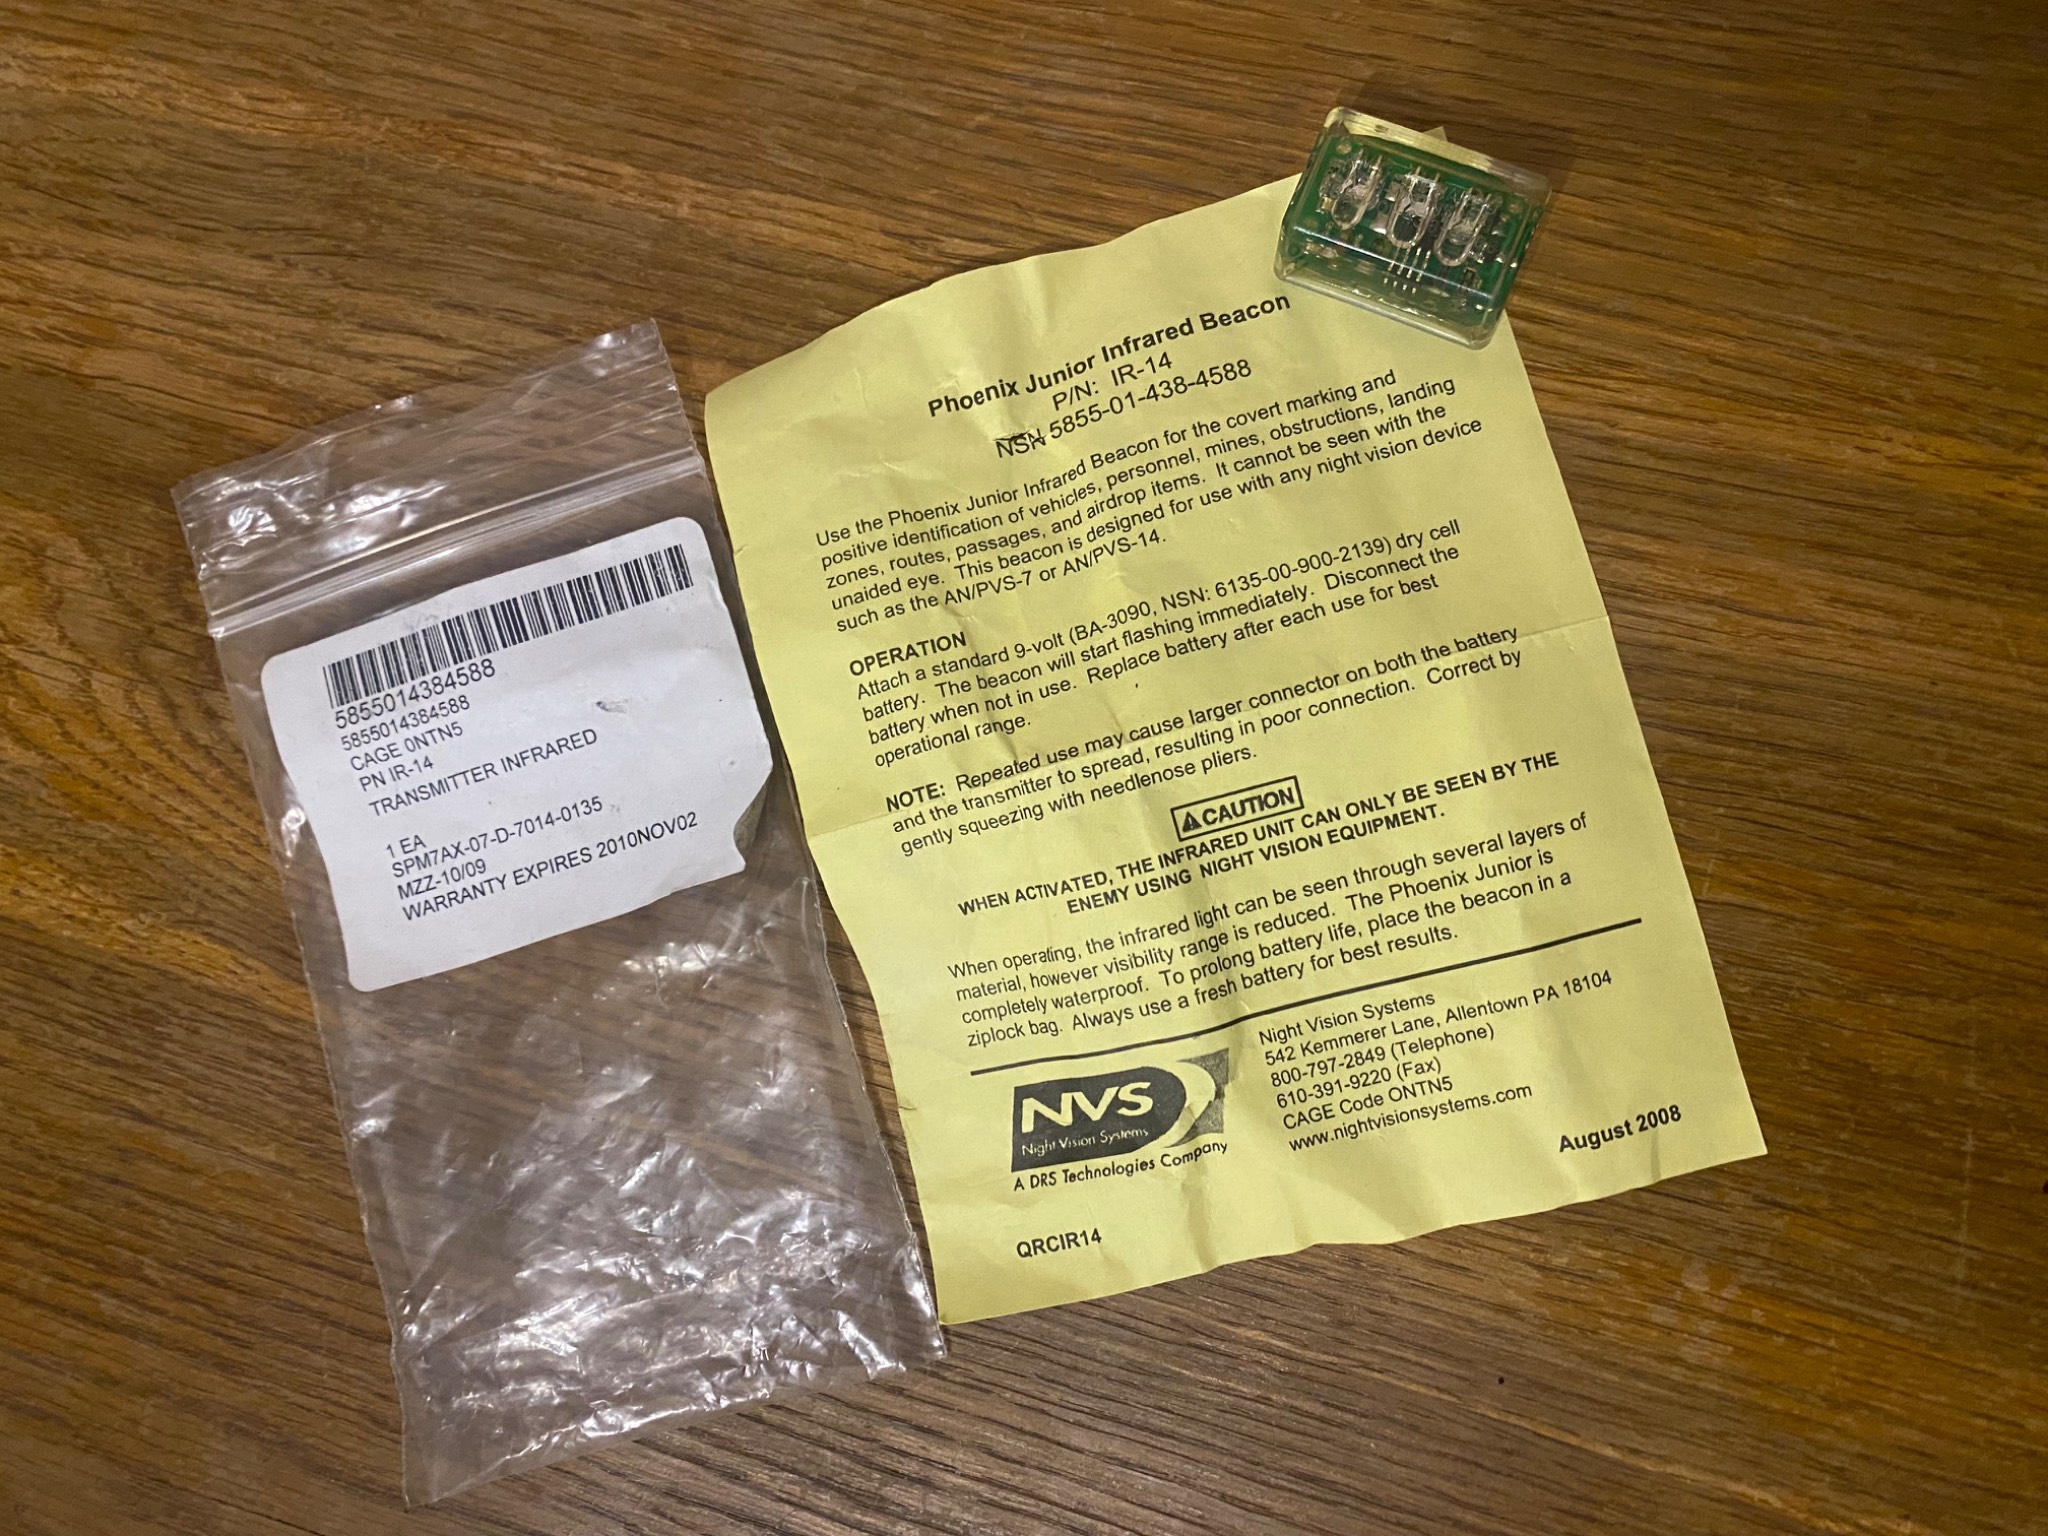 5855014384588
5855014384588
CAGE 0NTN5
PN IR-14
TRANSMITTER INFRARED
1 EA
SPM7AX-07-D-7014-0135
MZZ-10/09
WARRANTY EXPIRES 2010NOV02
Phoenix Junior Infrared Beacon
P/N: IR-14
NSN 5855-01-438-4588
Use the Phoenix Junior Infrared Beacon for the covert marking and
positive identification of vehicles, personnel, mines, obstructions, landing
zones, routes, passages, and airdrop items. It cannot be seen with the
unaided eye. This beacon is designed for use with any night vision device
such as the AN/PVS-7 or AN/PVS-14.
OPERATION
Attach a standard 9-volt (BA-3090, NSN: 6135-00-900-2139) dry cell
battery. The beacon will start flashing immediately. Disconnect the
battery when not in use. Replace battery after each use for best
operational range.
NOTE: Repeated use may cause larger connector on both the battery
and the transmitter to spread, resulting in poor connection. Correct by
gently squeezing with needlenose pliers.
CAUTION
WHEN ACTIVATED, THE INFRARED UNIT CAN ONLY BE SEEN BY THE
ENEMY USING NIGHT VISION EQUIPMENT.
When operating, the infrared light can be seen through several layers of
material, however visibility range is reduced. The Phoenix Junior is
completely waterproof. To prolong battery life, place the beacon in a
ziplock bag. Always use a fresh battery for best results.
NVS
Night Vision Systems
A DRS Technologies Company
Night Vision Systems
542 Kemmerer Lane, Allentown PA 18104
800-797-2849 (Telephone)
610-391-9220 (Fax)
CAGE Code ONTN5
www.nightvisionsystems.com
August 2008
QRCIR14